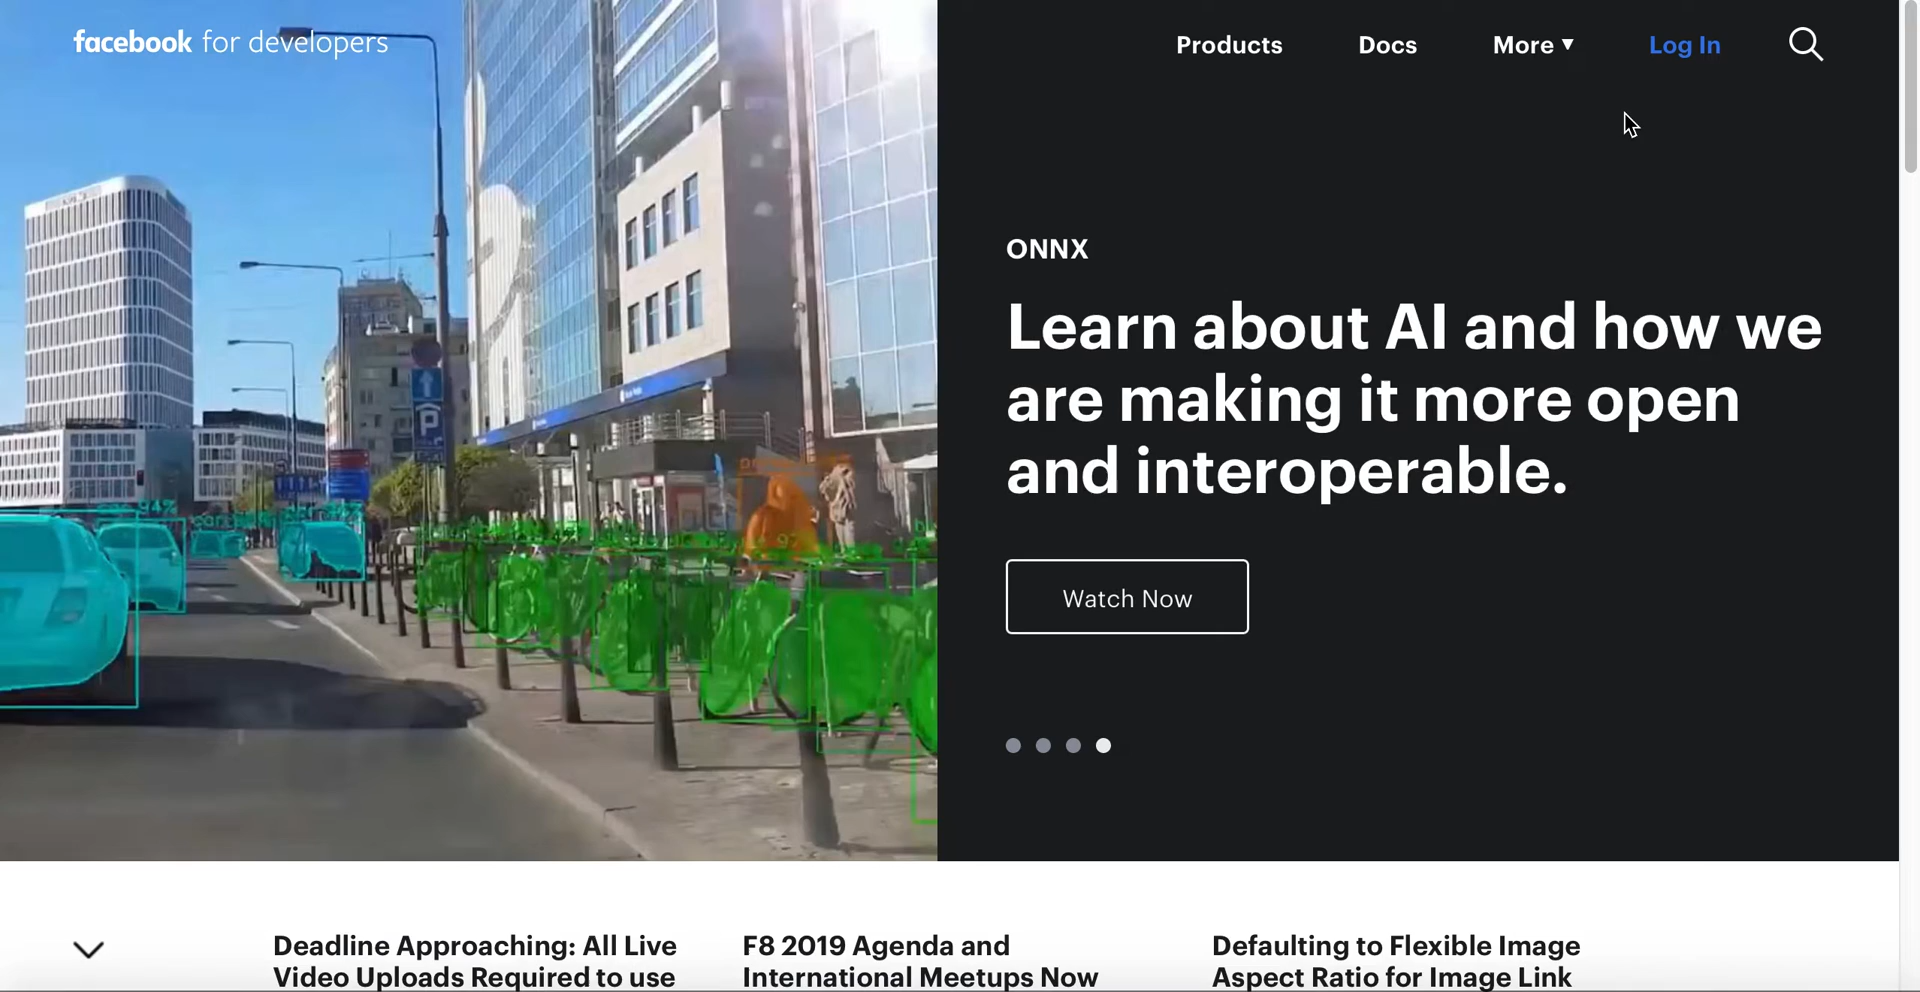 facebook for developers
Products
Docs
More ▼
Log In
ONNX
Learn about AI and how we
are making it more open
and interoperable.
Watch Now
P
94%
Deadline Approaching: All Live
Video Uploads Required to use
F8 2019 Agenda and
International Meetups Now
Defaulting to Flexible Image
Aspect Ratio for Image Link